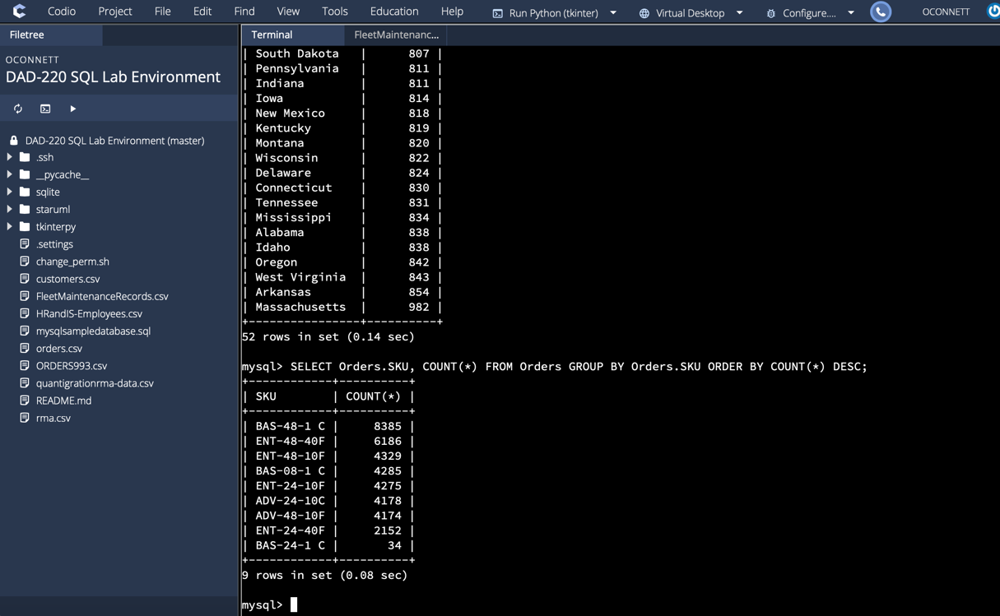 Codio Project File Edit Find View Tools Education Help Run Python (tkinter) Virtual Desktop Configure.... OCONNETT
Filetree
OCONNETT
DAD-220 SQL Lab Environment
DAD-220 SQL Lab Environment (master)
.ssh
__pycache__
sqlite
staruml
tkinterpy
.settings
change_perm.sh
customers.csv
FleetMaintenanceRecords.csv
HRandIS-Employees.csv
mysqlsampledatabase.sql
orders.csv
ORDERS993.csv
quantigrationrma-data.csv
README.md
rma.csv
Terminal FleetMaintenanc...
| South Dakota | 807 |
| Pennsylvania | 811 |
| Indiana | 811 |
| Iowa | 814 |
| New Mexico | 818 |
| Kentucky | 819 |
| Montana | 820 |
| Wisconsin | 822 |
| Delaware | 824 |
| Connecticut | 830 |
| Tennessee | 831 |
| Mississippi | 834 |
| Alabama | 838 |
| Idaho | 838 |
| Oregon | 842 |
| West Virginia | 843 |
| Arkansas | 854 |
| Massachusetts | 982 |
+----------------+----------+
52 rows in set (0.14 sec)
mysql> SELECT Orders.SKU, COUNT(*) FROM Orders GROUP BY Orders.SKU ORDER BY COUNT(*) DESC;
+------------+----------+
| SKU | COUNT(*) |
+------------+----------+
| BAS-48-1 C | 8385 |
| ENT-48-40F | 6186 |
| ENT-48-10F | 4329 |
| BAS-08-1 C | 4285 |
| ENT-24-10F | 4275 |
| ADV-24-10C | 4178 |
| ADV-48-10F | 4174 |
| ENT-24-40F | 2152 |
| BAS-24-1 C | 34 |
+------------+----------+
9 rows in set (0.08 sec)
mysql>